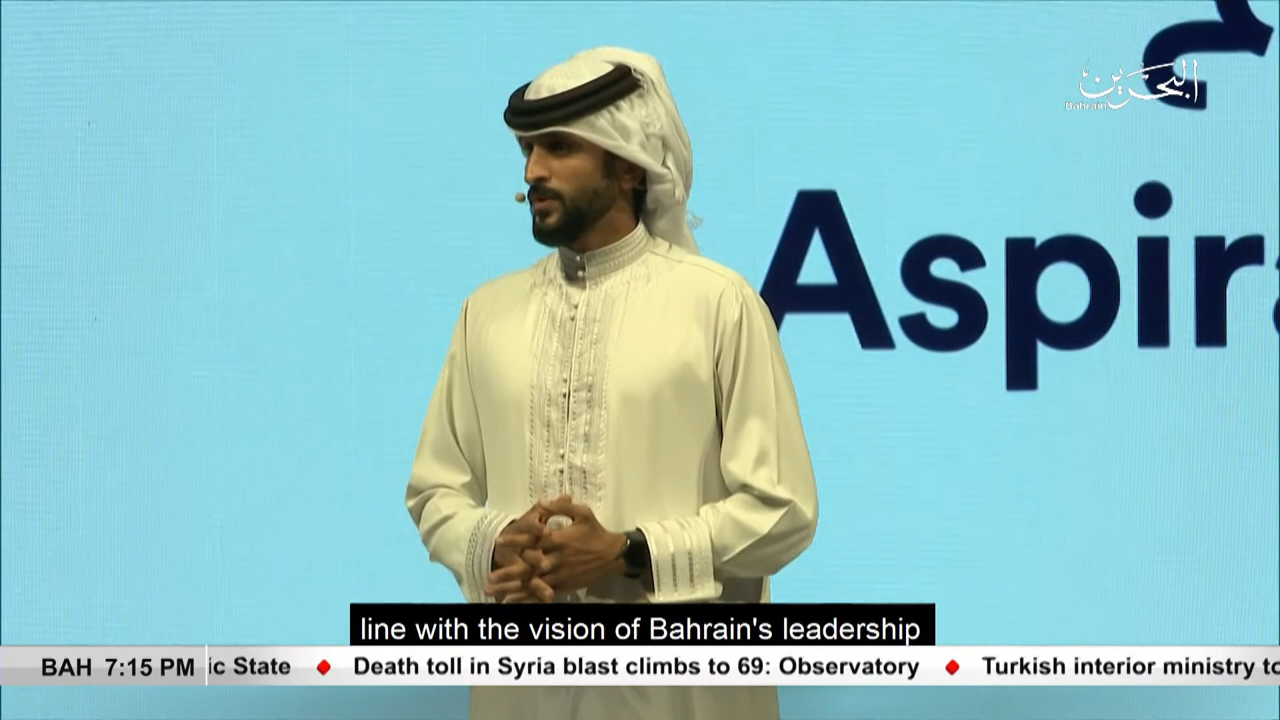 البحرين
Bahrain
Aspir
line with the vision of Bahrain's leadership
BAH 7:15 PM ic State ♦ Death toll in Syria blast climbs to 69: Observatory ♦ Turkish interior ministry to